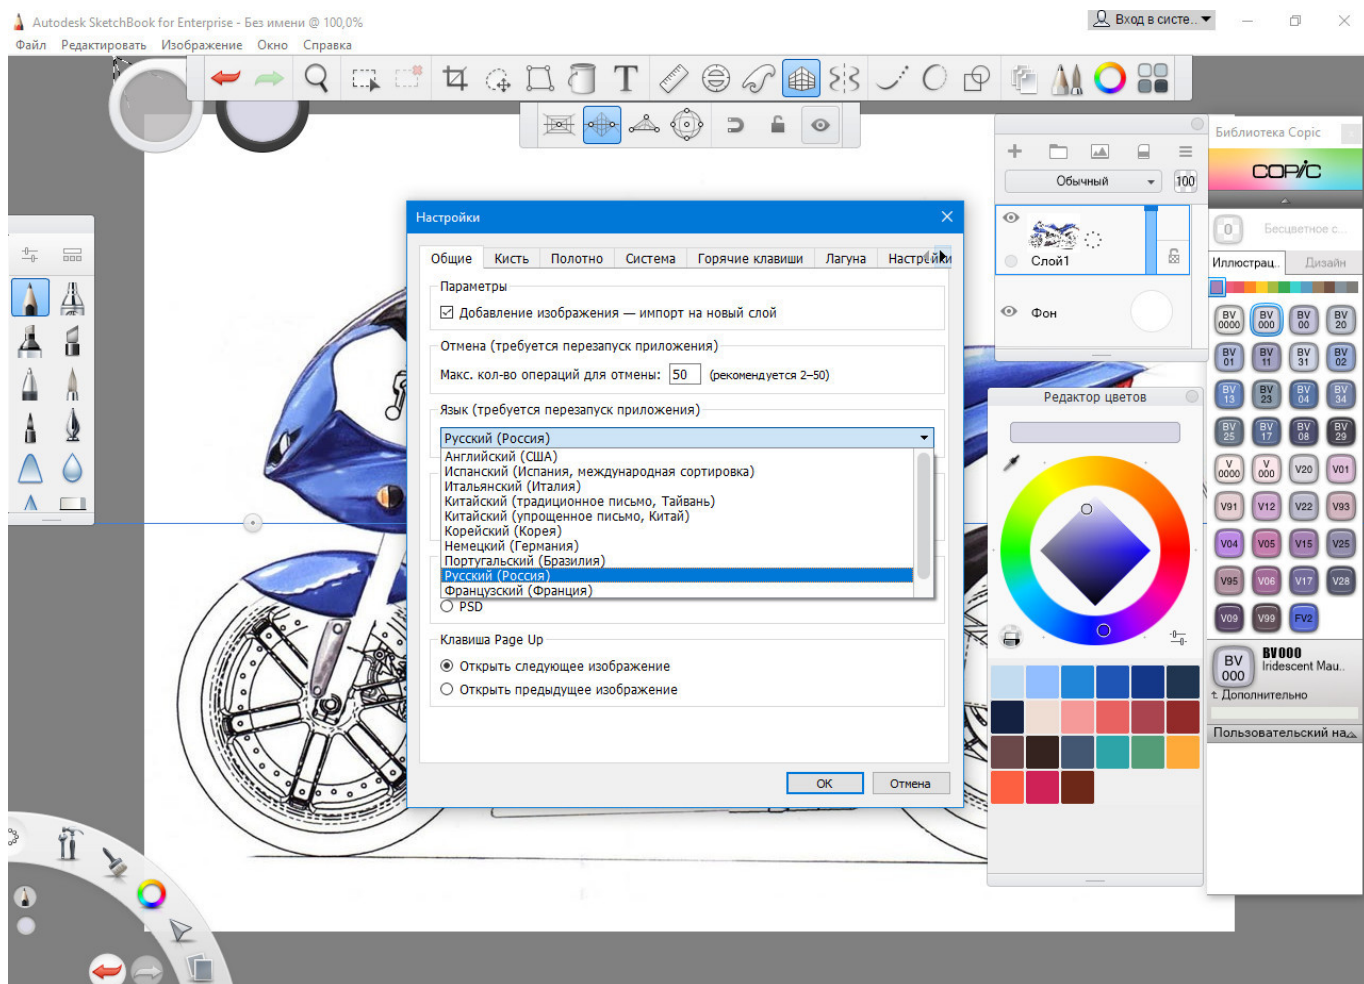 Autodesk SketchBook for Enterprise - Без имени @ 100,0%
Вход в систе..
Файл Редактировать Изображение Окно Справка
T
Библиотека Copic
COPIC
Обычный
100
0
Бесцветное с...
Слой1
Фон
Иллюстрац.. Дизайн
BV 0000 BV 000 BV 00 BV 20
BV 01 BV 11 BV 31 BV 02
BV 13 BV 23 BV 04 BV 34
BV 25 BV 17 BV 08 BV 29
V 0000 V 000 V20 V01
V91 V12 V22 V93
V04 V05 V15 V25
V95 V06 V17 V28
V09 V99 FV2
BV 000
BV000
Iridescent Mau..
Дополнительно
Пользовательский на
Редактор цветов
Настройки
Общие Кисть Полотно Система Горячие клавиши Лагуна Настройки
Параметры
Добавление изображения — импорт на новый слой
Отмена (требуется перезапуск приложения)
Макс. кол-во операций для отмены: 50 (рекомендуется 2–50)
Язык (требуется перезапуск приложения)
Русский (Россия)
Английский (США)
Испанский (Испания, международная сортировка)
Итальянский (Италия)
Китайский (традиционное письмо, Тайвань)
Китайский (упрощенное письмо, Китай)
Корейский (Корея)
Немецкий (Германия)
Португальский (Бразилия)
Русский (Россия)
Французский (Франция)
PSD
Клавиша Page Up
Открыть следующее изображение
Открыть предыдущее изображение
OK
Отмена